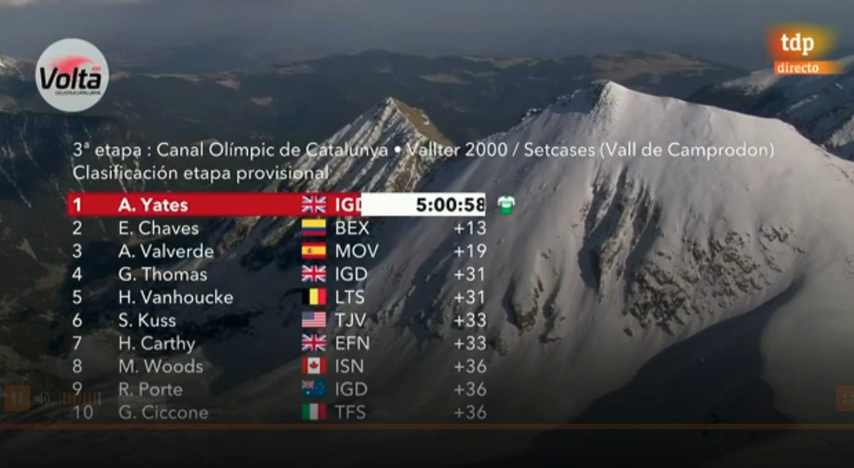 Volta
tdp
directo
3ª etapa : Canal Olímpic de Catalunya • Vallter 2000 / Setcases (Vall de Camprodon)
Clasificación etapa provisional
1 A. Yates IGD 5:00:58
2 E. Chaves BEX +13
3 A. Valverde MOV +19
4 G. Thomas IGD +31
5 H. Vanhoucke LTS +31
6 S. Kuss TJV +33
7 H. Carthy EFN +33
8 M. Woods ISN +36
9 R. Porte IGD +36
10 G. Ciccone TFS +36